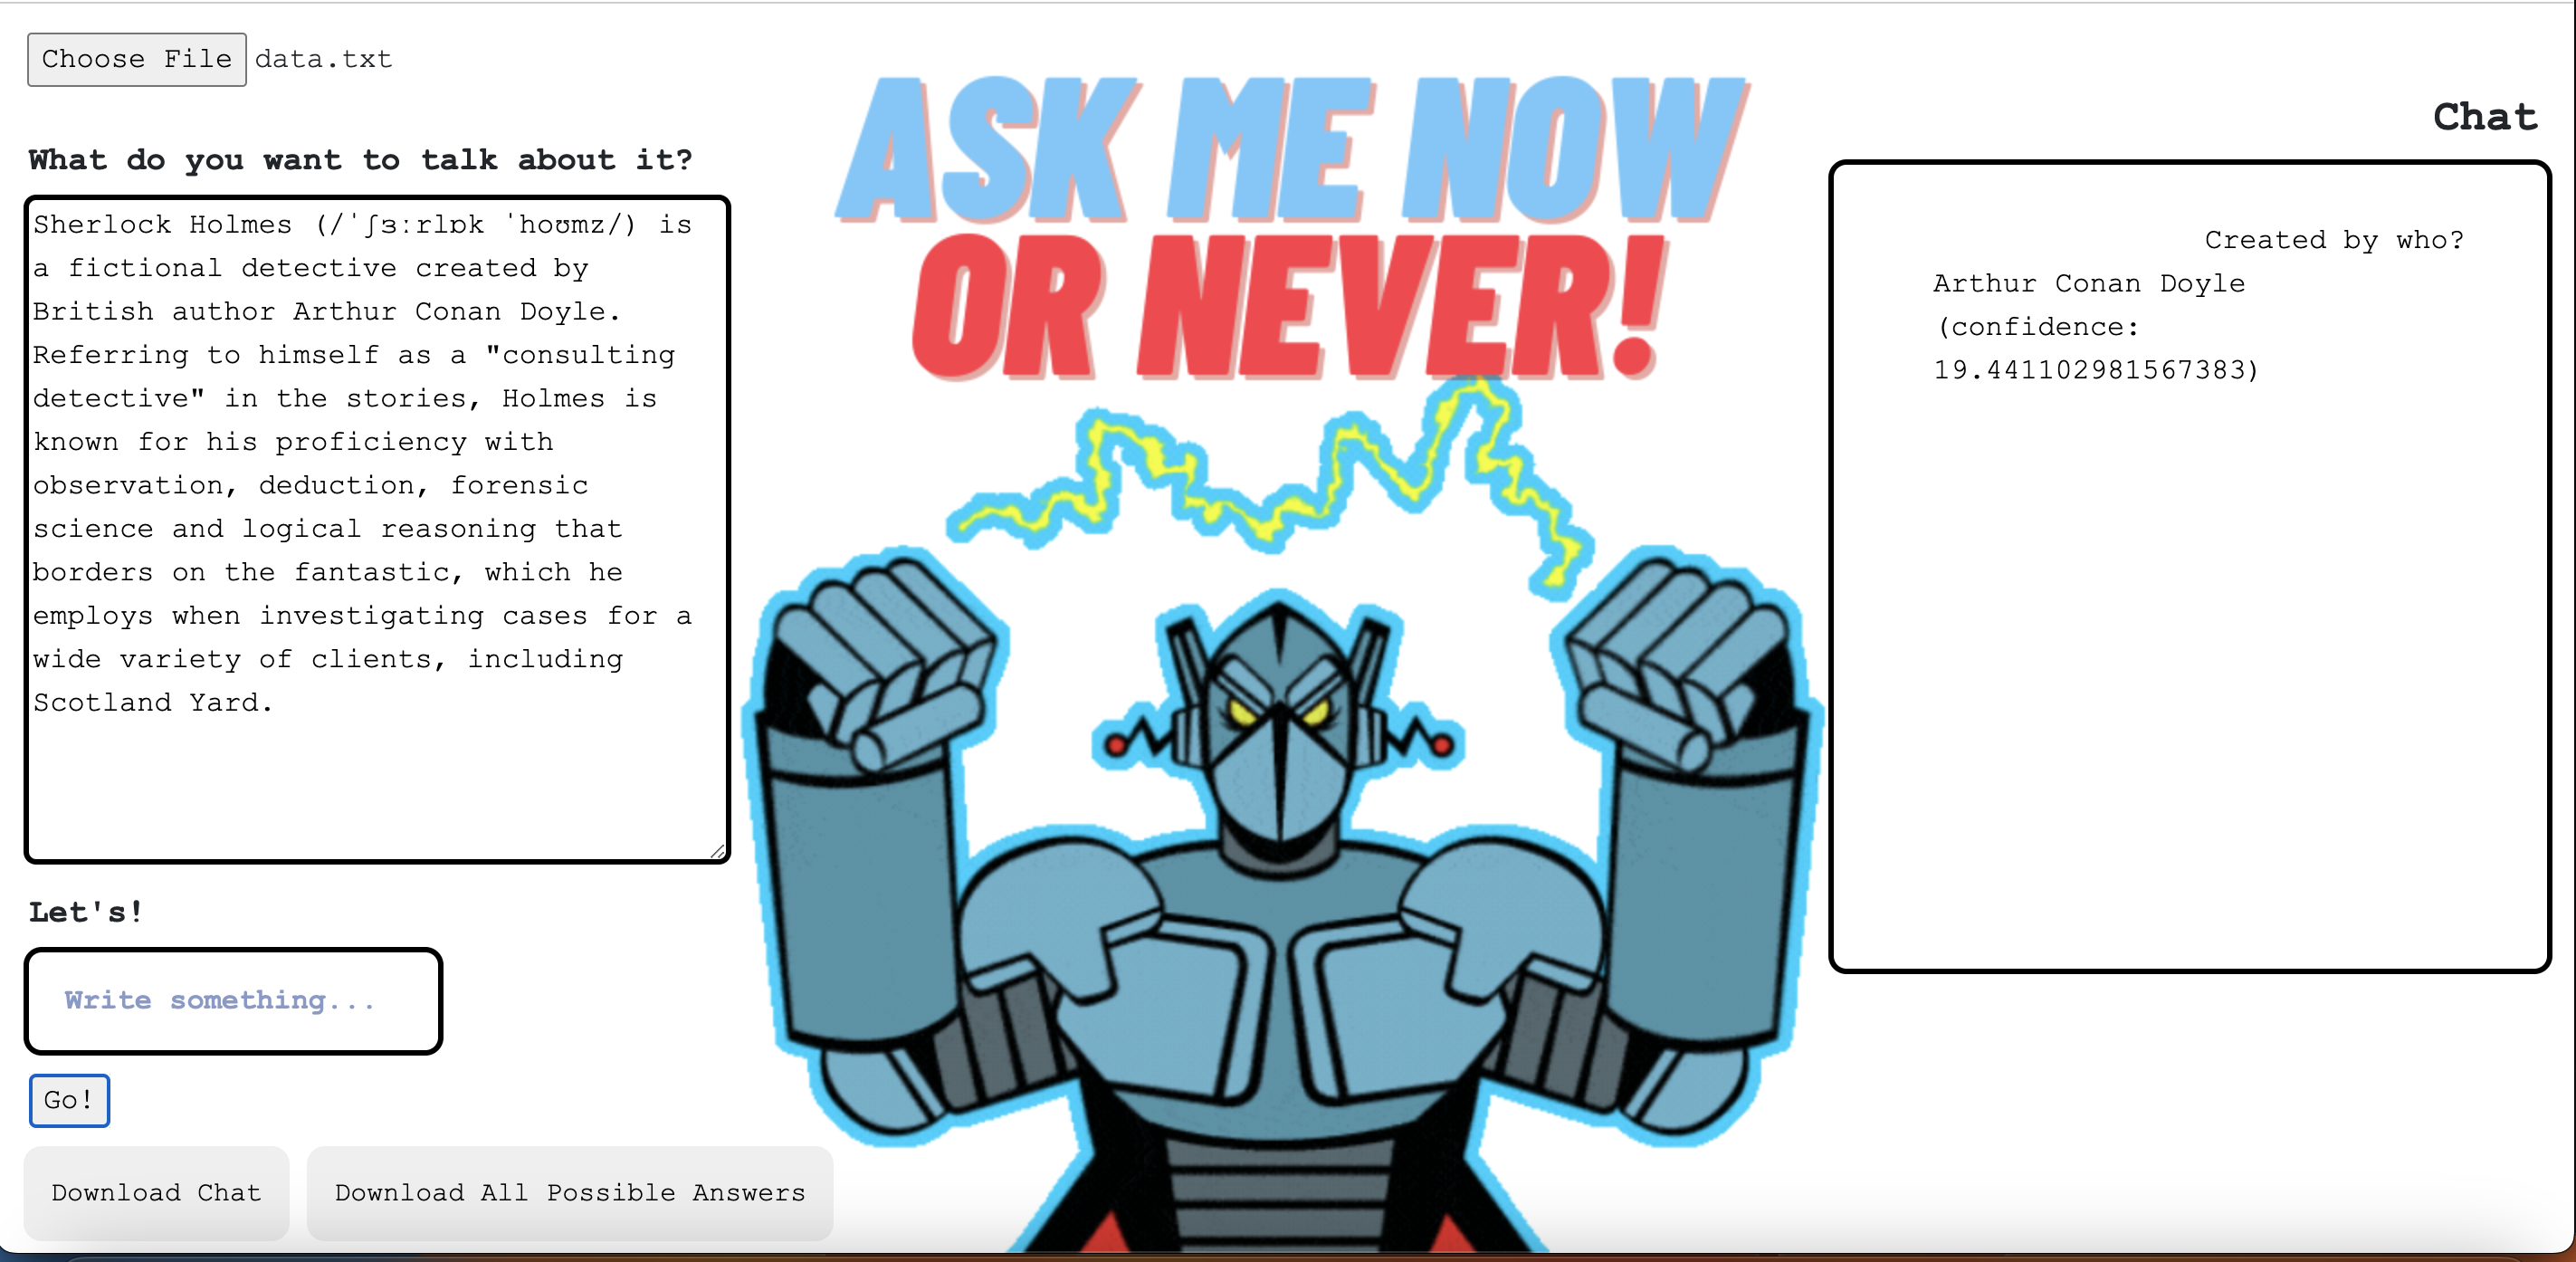 Choose File data.txt
What do you want to talk about it?
Sherlock Holmes (/ˈʃɜːrlɒk ˈhoʊmz/) is
a fictional detective created by
British author Arthur Conan Doyle.
Referring to himself as a "consulting
detective" in the stories, Holmes is
known for his proficiency with
observation, deduction, forensic
science and logical reasoning that
borders on the fantastic, which he
employs when investigating cases for a
wide variety of clients, including
Scotland Yard.
Let's!
Write something...
Go!
Download Chat
Download All Possible Answers
ASK ME NOW
OR NEVER!
Chat
Created by who?
Arthur Conan Doyle
(confidence:
19.441102981567383)